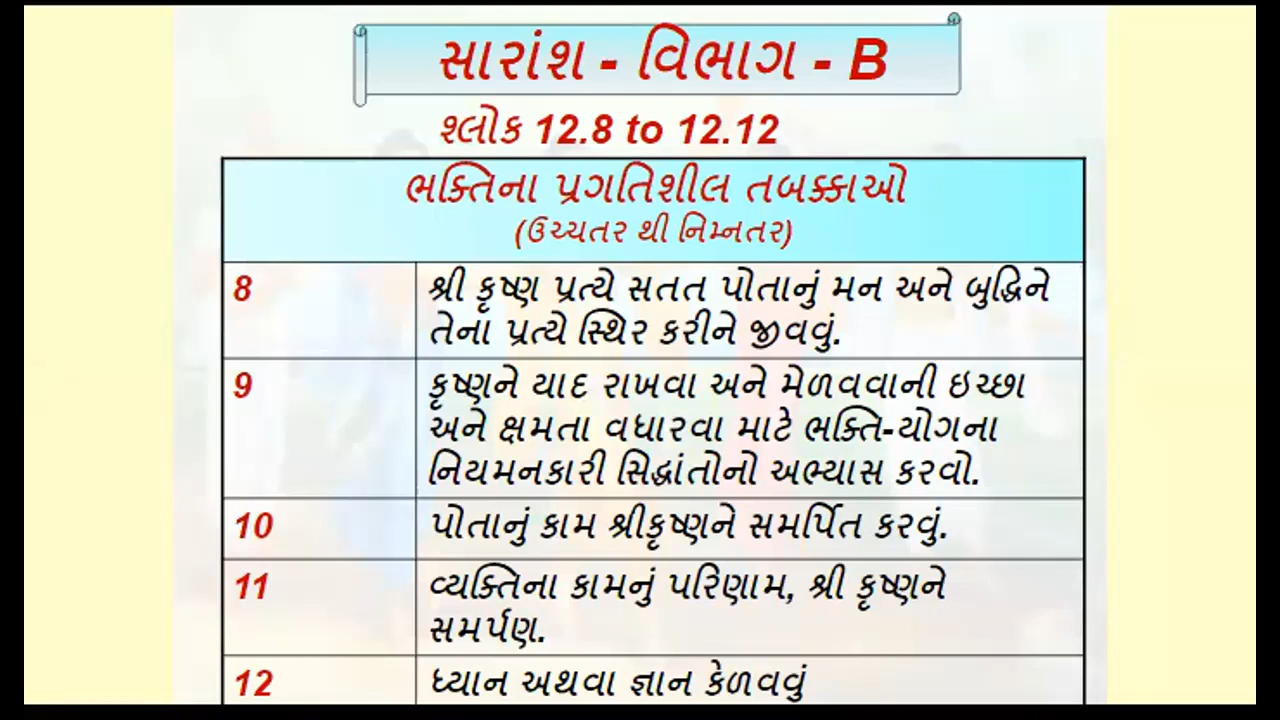 સારાંશ - વિભાગ - B
શ્લોક 12.8 to 12.12
ભક્તિના પ્રગતિશીલ તબક્કાઓ
(ઉચ્ચતર થી નિમ્નતર)
8 શ્રી કૃષ્ણ પ્રત્યે સતત પોતાનું મન અને બુદ્ધિને
તેના પ્રત્યે સ્થિર કરીને જીવવું.
9 કૃષ્ણને યાદ રાખવા અને મેળવવાની ઇચ્છા
અને ક્ષમતા વધારવા માટે ભક્તિ-યોગના
નિયમનકારી સિદ્ધાંતોનો અભ્યાસ કરવો.
10 પોતાનું કામ શ્રીકૃષ્ણને સમર્પિત કરવું.
11 વ્યક્તિના કામનું પરિણામ, શ્રી કૃષ્ણને
સમર્પણ.
12 ધ્યાન અથવા જ્ઞાન કેળવવું